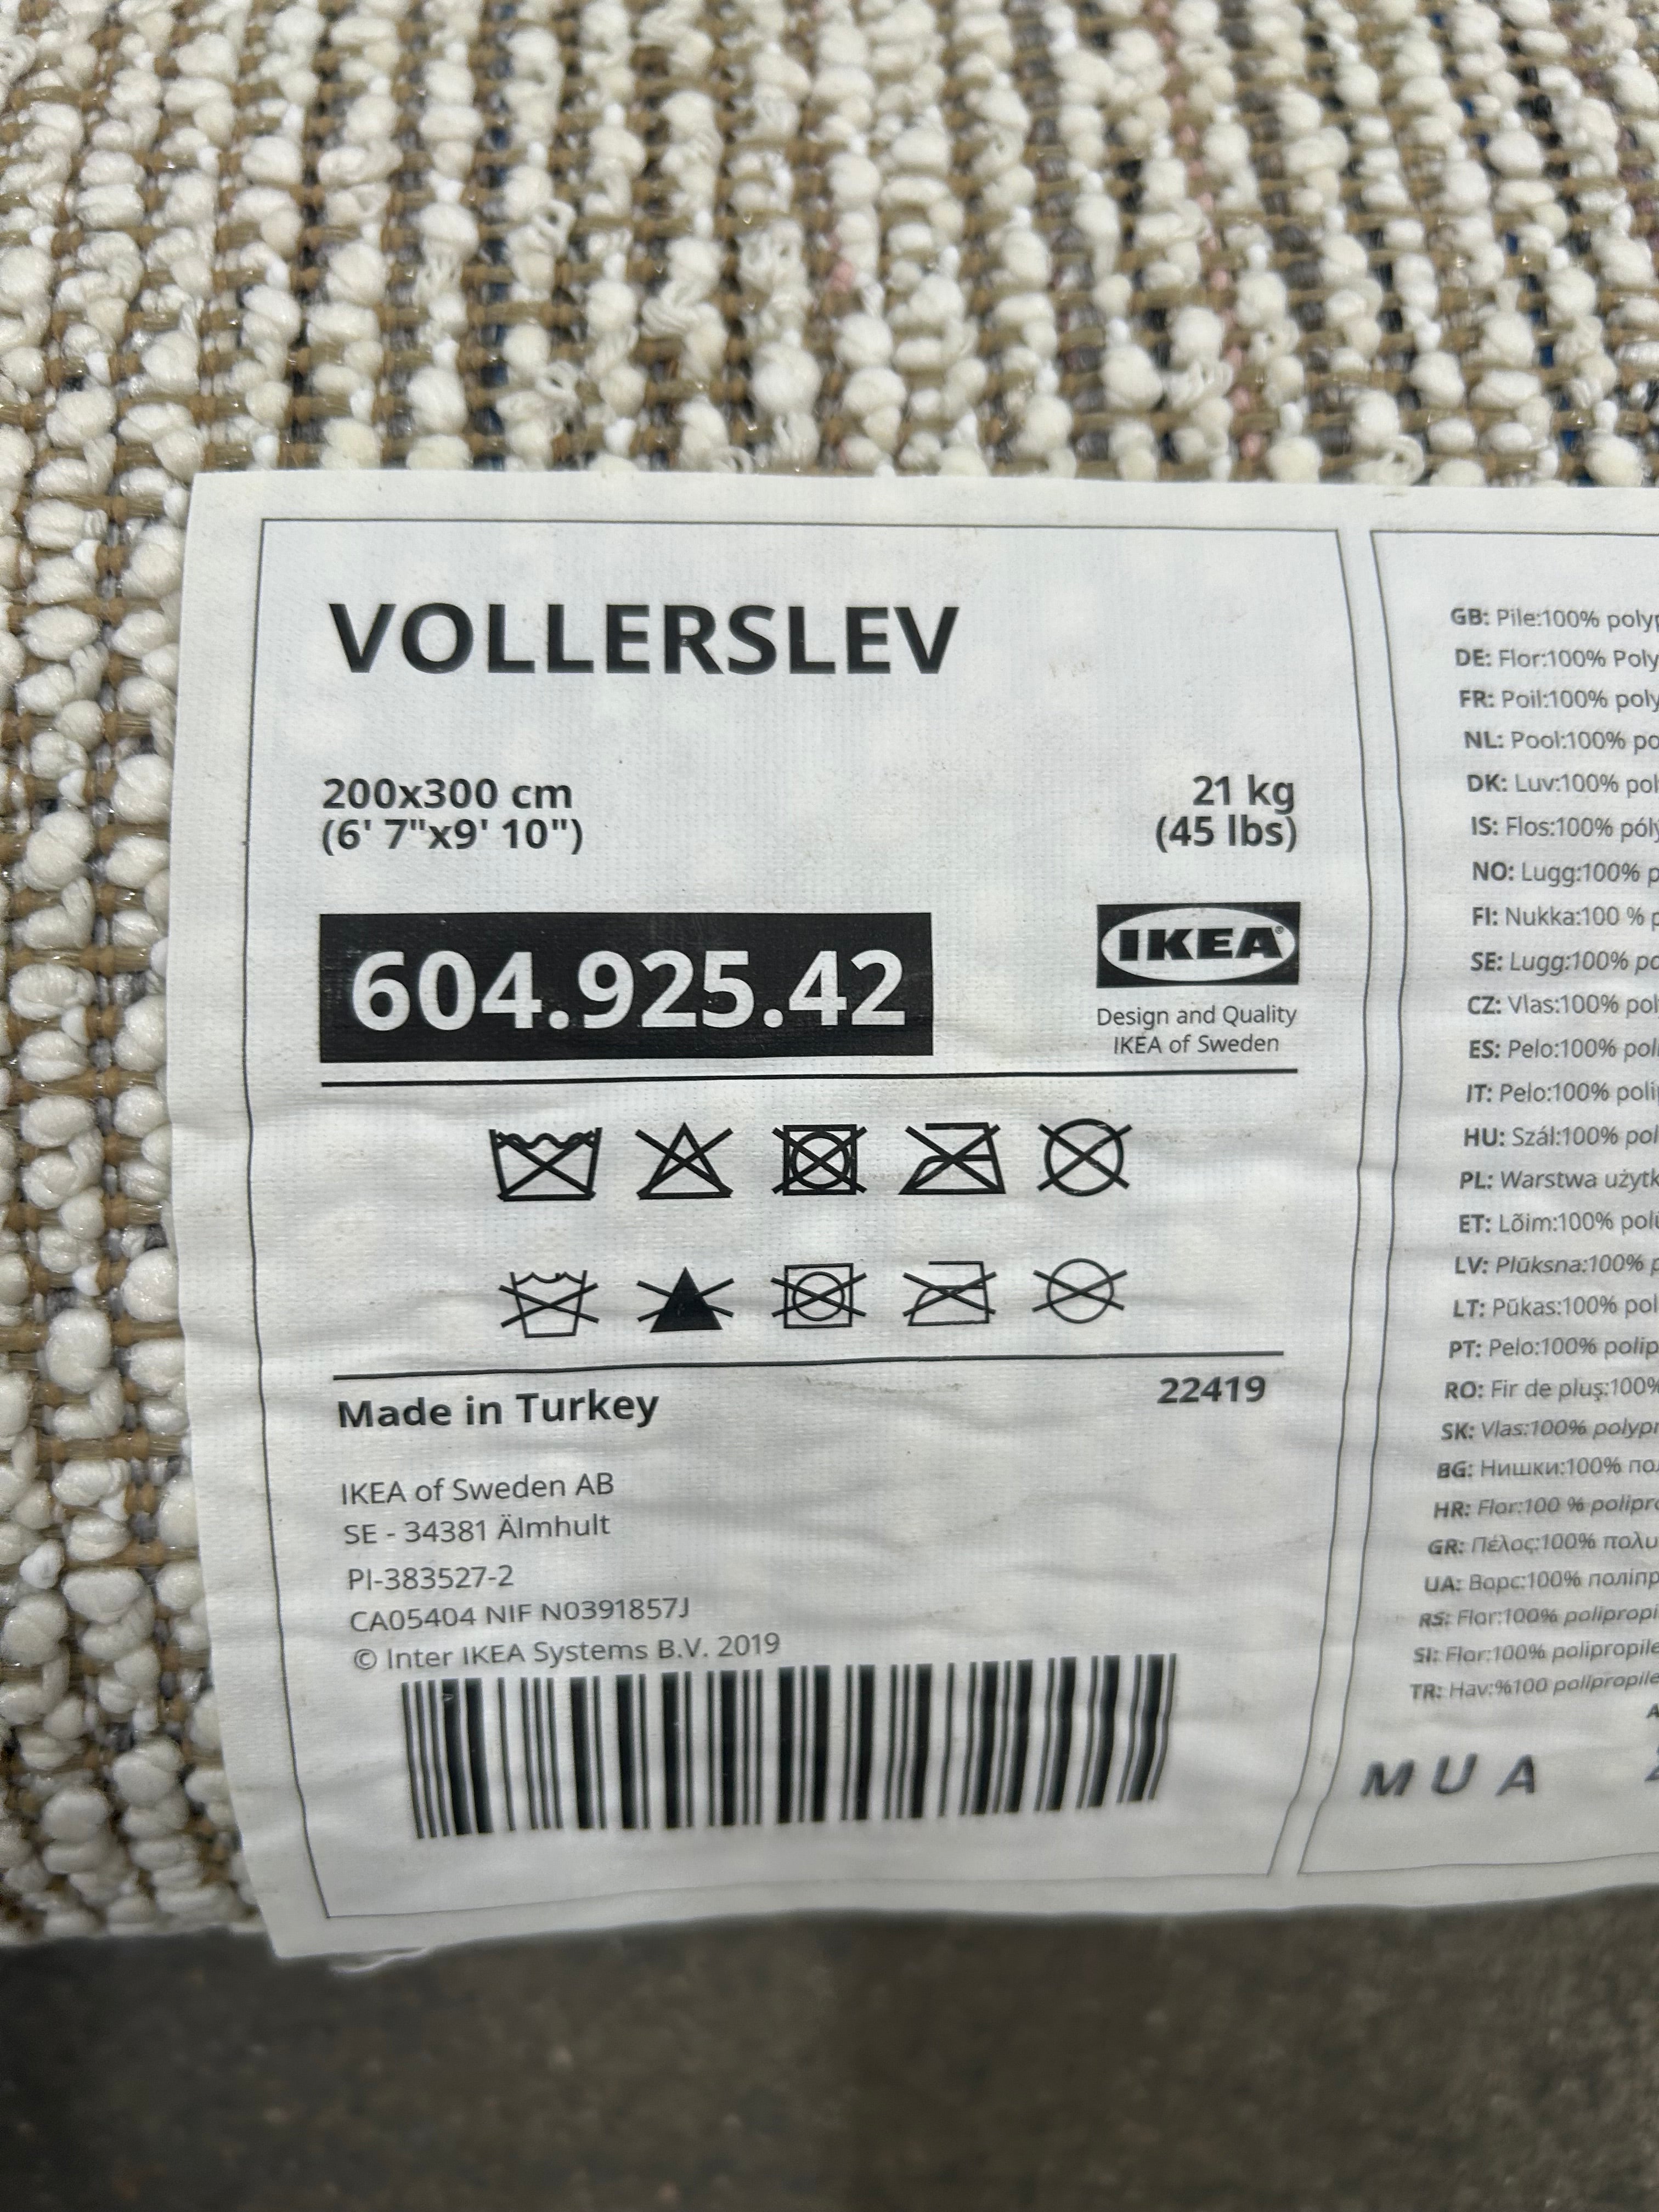 VOLLERSLEV
200x300 cm
(6' 7"x9' 10")
21 kg
(45 lbs)
604.925.42
IKEA®
Design and Quality
IKEA of Sweden
Made in Turkey
22419
IKEA of Sweden AB
SE - 34381 Älmhult
PI-383527-2
CA05404 NIF N0391857J
© Inter IKEA Systems B.V. 2019
GB: Pile:100%
DE: Flor:100%
FR: Poil:100%
NL: Pool:100%
DK: Luv:100%
IS: Flos:100%
NO: Lugg:100%
FI: Nukka:100 %
SE: Lugg:100%
CZ: Vlas:100%
ES: Pelo:100%
IT: Pelo:100%
HU: Szál:100%
PL: Warstwa
ET: Lõim:100%
LV: Plūksna:100%
LT: Pūkas:100%
PT: Pelo:100%
RO: Fir de pluş:100%
SK: Vlas:100%
BG: Нишки:100%
HR: Flor:100 %
GR: Πέλος:100%
UA: Ворс:100%
RS: Flor:100%
SI: Flor:100%
TR: Hav:%100
MUA